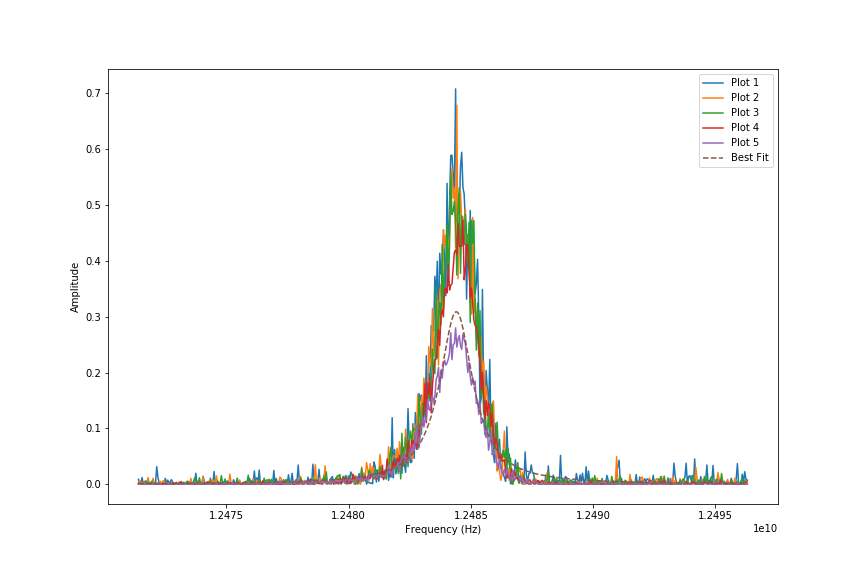 Plot 1
Plot 2
Plot 3
Plot 4
Plot 5
Best Fit
Amplitude
0.7
0.6
0.5
0.4
0.3
0.2
0.1
0.0
1.2475 1.2480 1.2485 1.2490 1.2495
Frequency (Hz)
1e10